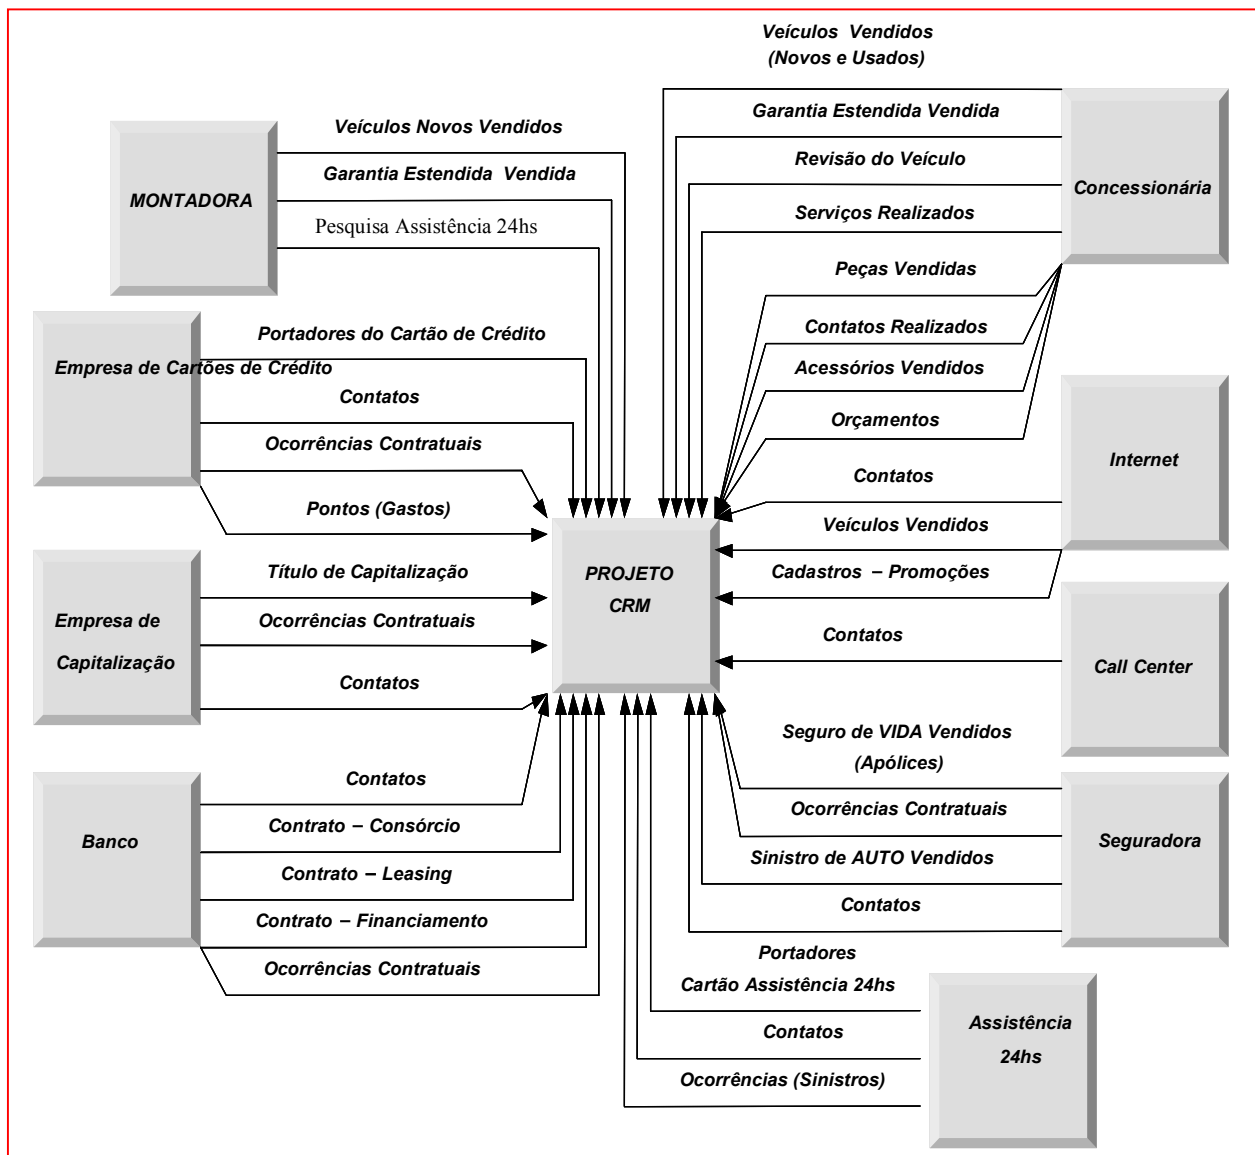 Veículos Vendidos
(Novos e Usados)
Garantia Estendida Vendida
Revisão do Veículo
Serviços Realizados
Peças Vendidas
Contatos Realizados
Acessórios Vendidos
Orçamentos
Concessionária
Veículos Novos Vendidos
Garantia Estendida Vendida
Pesquisa Assistência 24hs
MONTADORA
Portadores do Cartão de Crédito
Empresa de Cartões de Crédito
Contatos
Ocorrências Contratuais
Pontos (Gastos)
Contatos
Veículos Vendidos
Cadastros – Promoções
Internet
PROJETO
CRM
Título de Capitalização
Ocorrências Contratuais
Contatos
Empresa de
Capitalização
Contatos
Call Center
Contatos
Contrato – Consórcio
Contrato – Leasing
Contrato – Financiamento
Ocorrências Contratuais
Banco
Seguro de VIDA Vendidos
(Apólices)
Ocorrências Contratuais
Sinistro de AUTO Vendidos
Contatos
Seguradora
Portadores
Cartão Assistência 24hs
Contatos
Ocorrências (Sinistros)
Assistência
24hs